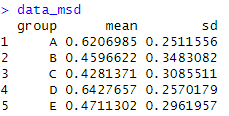 > data_msd
group mean sd
1 A 0.6206985 0.2511556
2 B 0.4596622 0.3483082
3 C 0.4281371 0.3085511
4 D 0.6427657 0.2570179
5 E 0.4711302 0.2961957